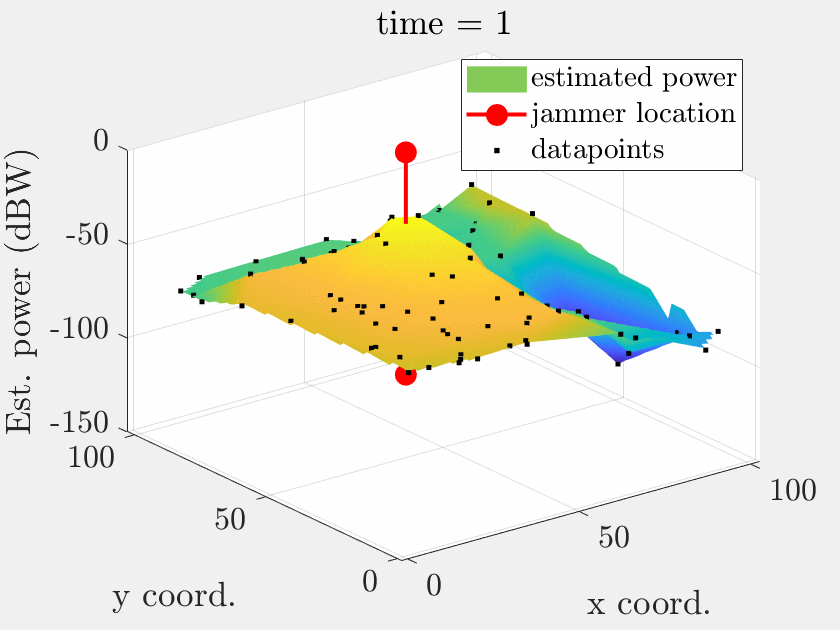 time = 1
estimated power
jammer location
datapoints
Est. power (dBW)
0
-50
-100
-150
100
50
0
y coord.
0
50
100
x coord.